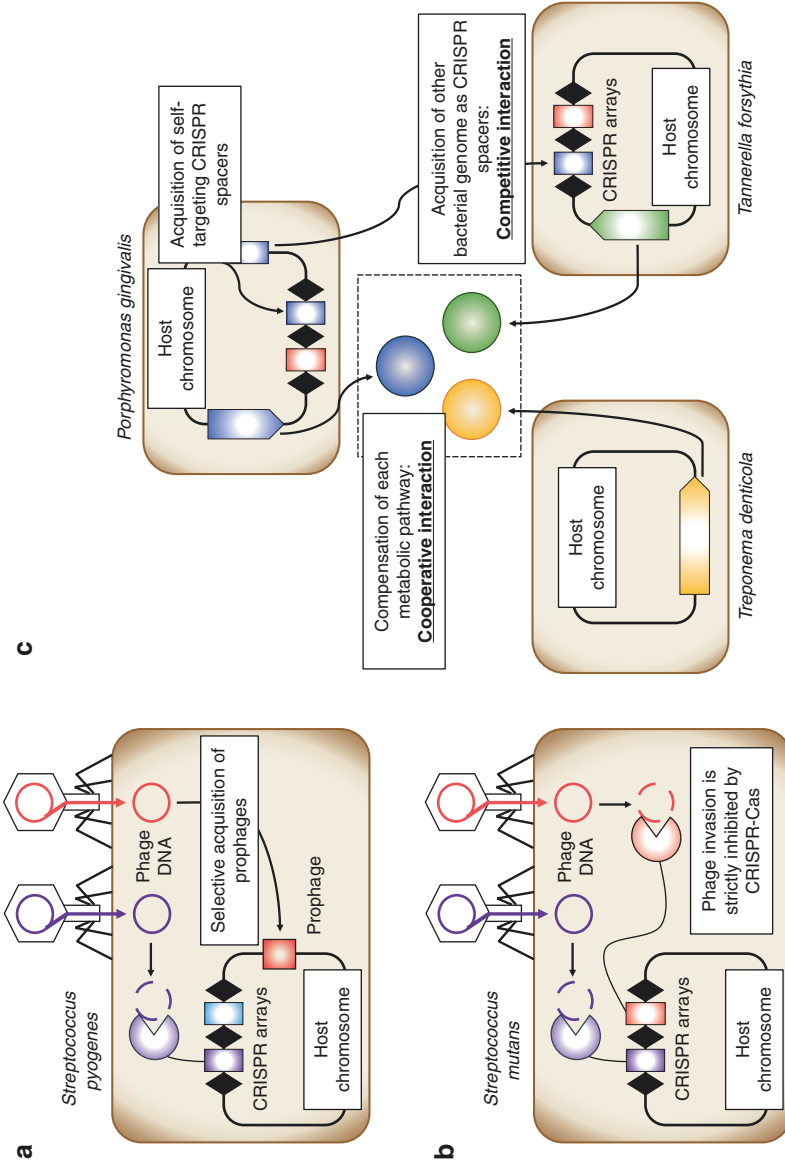 a
Streptococcus
pyogenes
Phage
DNA
Selective acquisition of
prophages
Prophage
CRISPR arrays
Host
chromosome
b
Streptococcus
mutans
Phage
DNA
Phage invasion is
strictly inhibited by
CRISPR-Cas
CRISPR arrays
Host
chromosome
c
Porphyromonas gingivalis
Host
chromosome
Acquisition of self-
targeting CRISPR
spacers
Compensation of each
metabolic pathway:
Cooperative interaction
Acquisition of other
bacterial genome as CRISPR
spacers:
Competitive interaction
Host
chromosome
Treponema denticola
CRISPR arrays
Host
chromosome
Tannerella forsythia